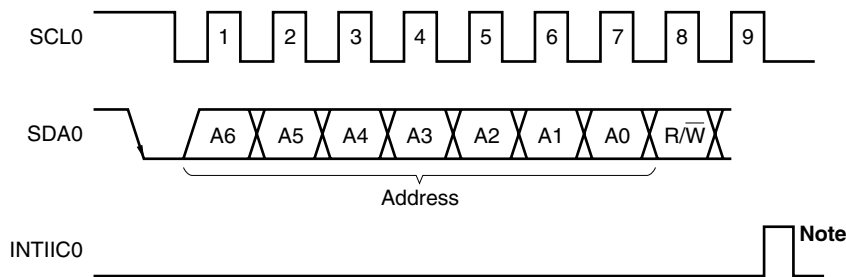 SCL0 1 2 3 4 5 6 7 8 9
SDA0 A6 A5 A4 A3 A2 A1 A0 R/W̅
Address
Note
INTIIC0